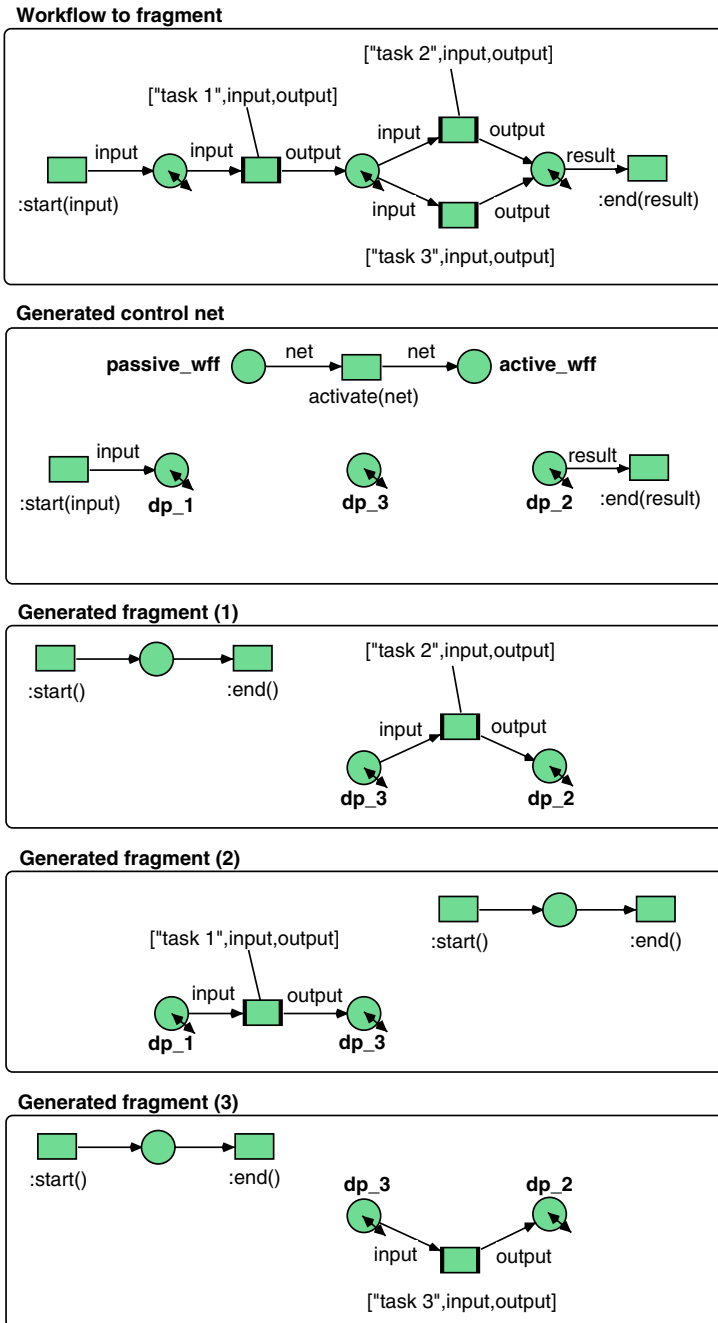 Workflow to fragment
["task 2",input,output]
["task 1",input,output]
input output
input input output result
:start(input) input output :end(result)
["task 3",input,output]
Generated control net
passive_wff net net active_wff
activate(net)
input result
:start(input) dp_1 dp_3 dp_2 :end(result)
Generated fragment (1)
["task 2",input,output]
:start() :end()
input output
dp_3 dp_2
Generated fragment (2)
:start() :end()
["task 1",input,output]
input output
dp_1 dp_3
Generated fragment (3)
:start() :end()
dp_3 dp_2
input output
["task 3",input,output]